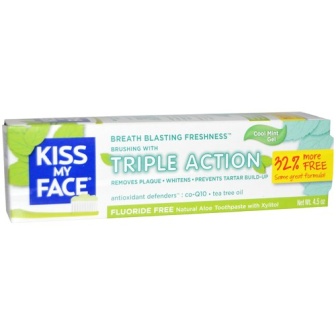 KISS
MY
FACE
BREATH BLASTING FRESHNESS™
BRUSHING WITH
TRIPLE ACTION
REMOVES PLAQUE • WHITENS • PREVENTS TARTAR BUILD-UP
antioxidant defenders: co-Q10 • tea tree oil
FLUORIDE FREE Natural Aloe Toothpaste with Xylitol
Cool Mint
Gel
32% more
FREE
Same great formula!
Net Wt. 4.5 oz